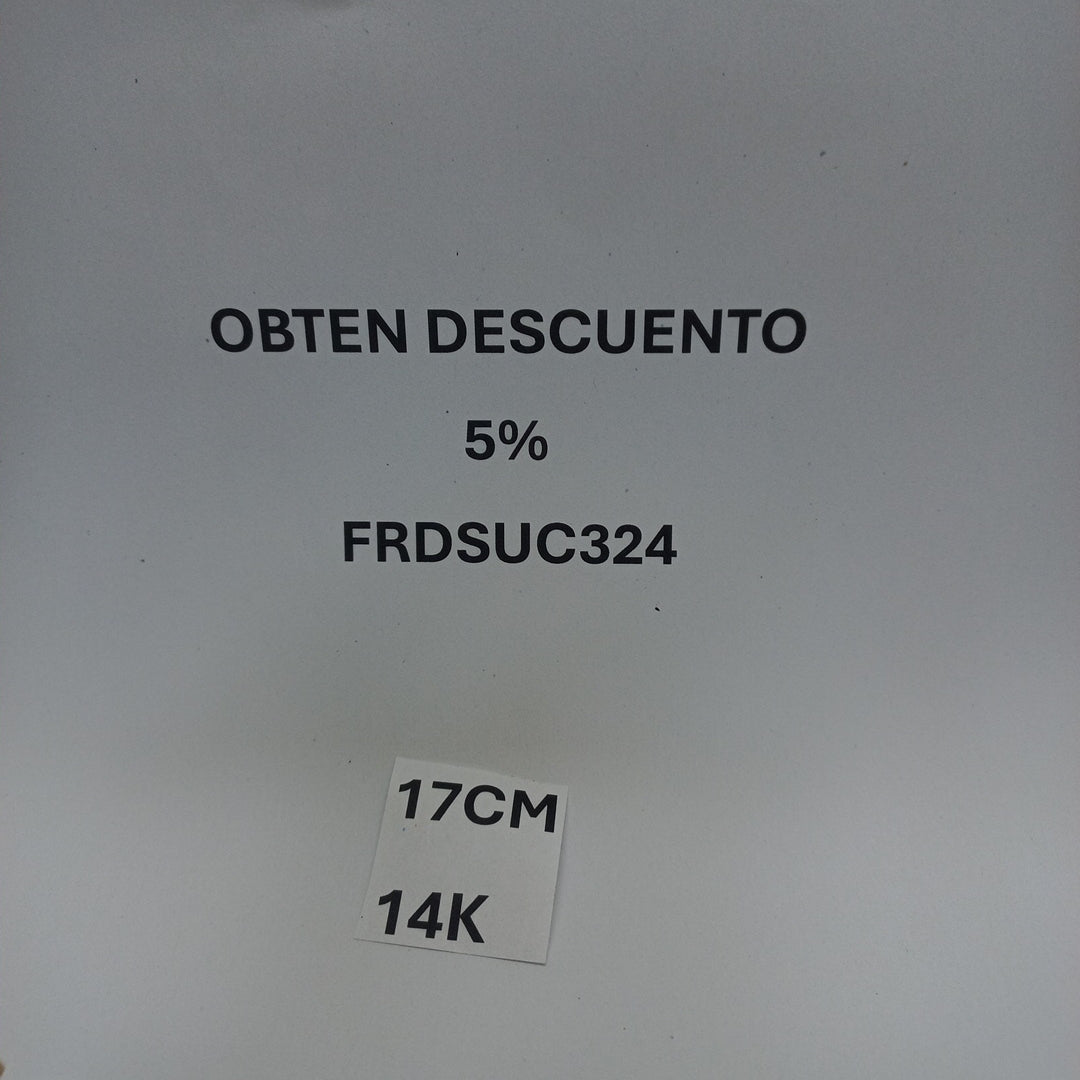 OBTEN DESCUENTO
5%
FRDSUC324
17CM
14K